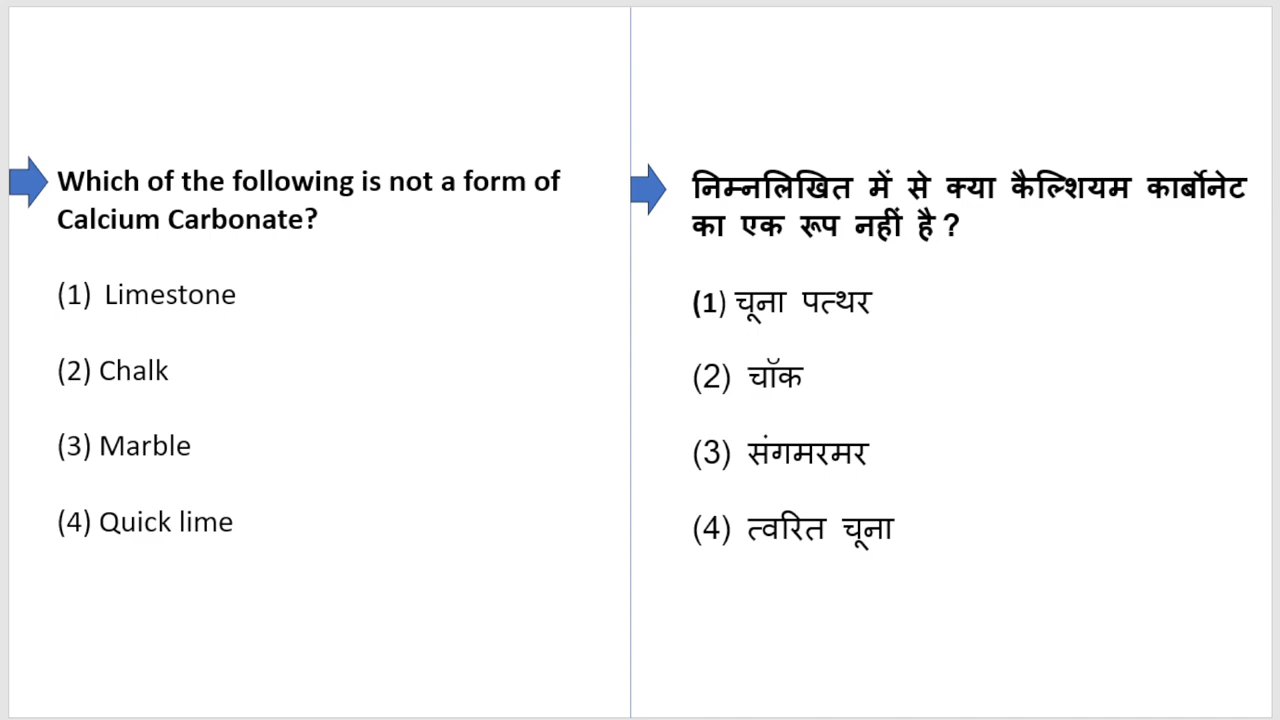 Which of the following is not a form of
Calcium Carbonate?
(1) Limestone
(2) Chalk
(3) Marble
(4) Quick lime
निम्नलिखित में से क्या कैल्शियम कार्बोनेट
का एक रूप नहीं है ?
(1) चूना पत्थर
(2) चॉक
(3) संगमरमर
(4) त्वरित चूना